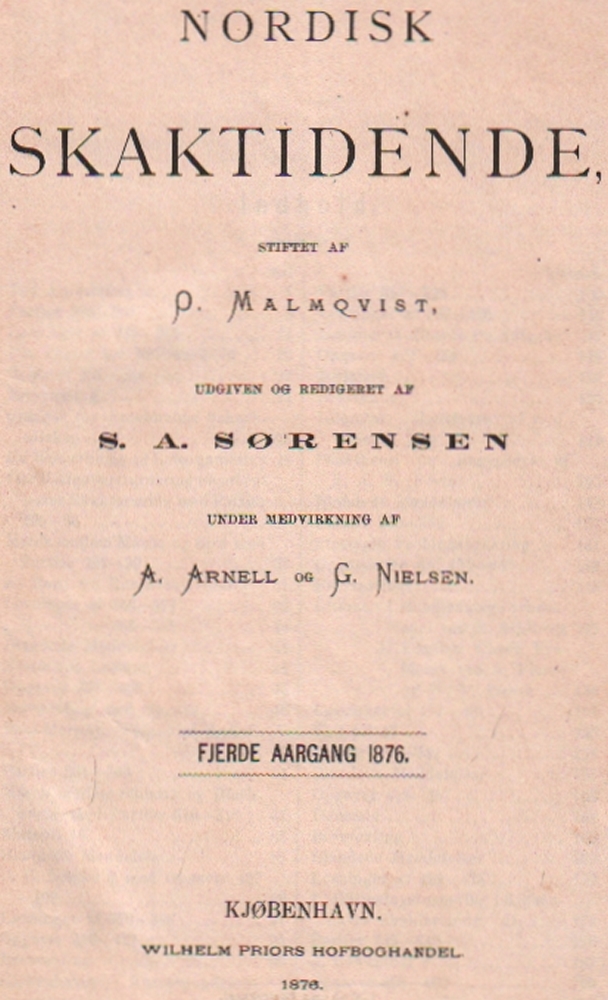 NORDISK
SKAKTIDENDE,
STIFTET AF
O. MALMQVIST,
UDGIVEN OG REDIGERET AF
S. A. SØRENSEN
UNDER MEDVIRKNING AF
A. ARNELL OG G. NIELSEN.
FJERDE AARGANG 1876.
KJØBENHAVN.
WILHELM PRIORS HOFBOGHANDEL.
1876.